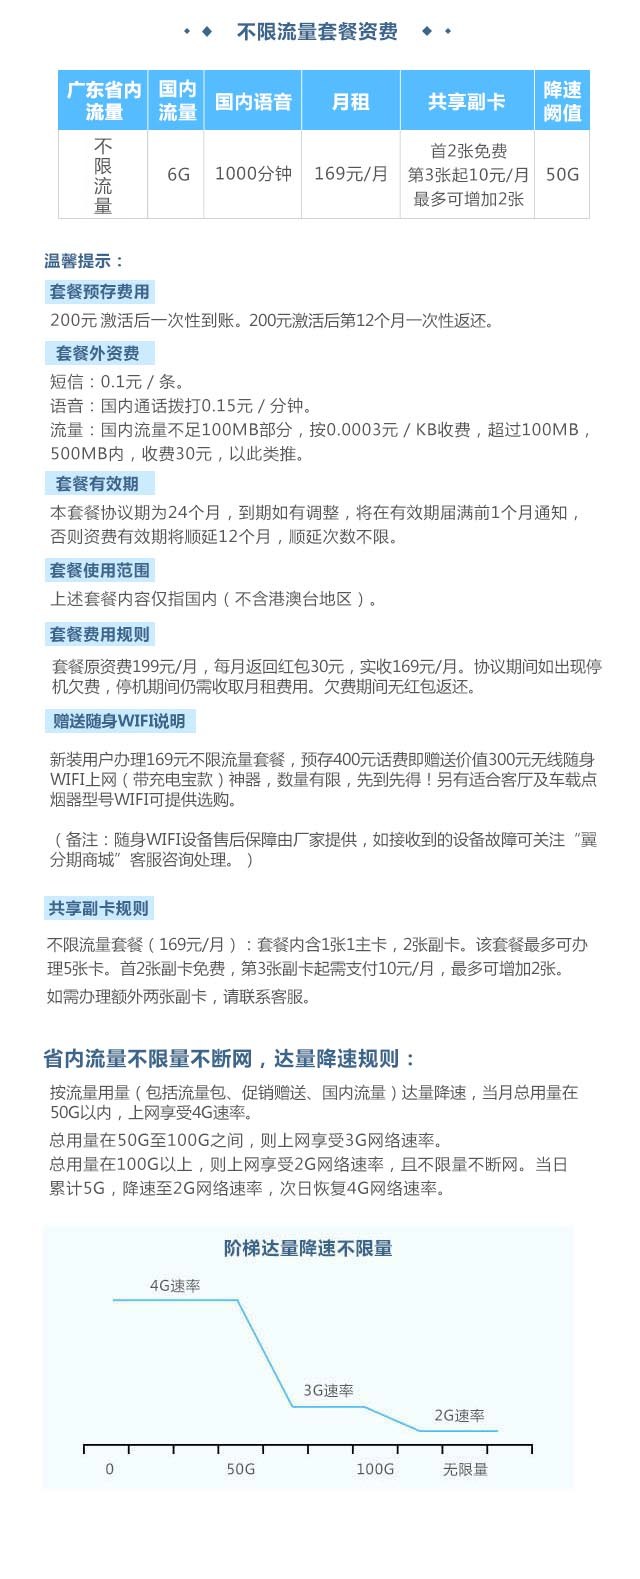 不限流量套餐资费
广东省内流量 国内流量 国内语音 月租 共享副卡 降速阙值
不限流量 6G 1000分钟 169元/月 首2张免费 第3张起10元/月 最多可增加2张 50G
温馨提示：
套餐预存费用
200元 激活后一次性到账。200元激活后第12个月一次性返还。
套餐外资费
短信：0.1元 / 条。
语音：国内通话拨打0.15元 / 分钟。
流量：国内流量不足100MB部分，按0.0003元 / KB收费，超过100MB，
500MB内，收费30元，以此类推。
套餐有效期
本套餐协议期为24个月，到期如有调整，将在有效期届满前1个月通知，
否则资费有效期将顺延12个月，顺延次数不限。
套餐使用范围
上述套餐内容仅指国内（不含港澳台地区）。
套餐费用规则
套餐原资费199元/月，每月返回红包30元，实收169元/月。协议期间如出现停
机欠费，停机期间仍需收取月租费用。欠费期间无红包返还。
赠送随身WIFI说明
新装用户办理169元不限流量套餐，预存400元话费即赠送价值300元无线随身
WIFI上网（带充电宝款）神器，数量有限，先到先得！另有适合客厅及车载点
烟器型号WIFI可提供选购。
（备注：随身WIFI设备售后保障由厂家提供，如接收到的设备故障可关注“翼
分期商城”客服咨询处理。）
共享副卡规则
不限流量套餐（169元/月）：套餐内含1张1主卡，2张副卡。该套餐最多可办
理5张卡。首2张副卡免费，第3张副卡起需支付10元/月，最多可增加2张。
如需办理额外两张副卡，请联系客服。
省内流量不限量不断网，达量降速规则：
按流量用量（包括流量包、促销赠送、国内流量）达量降速，当月总用量在
50G以内，上网享受4G速率。
总用量在50G至100G之间，则上网享受3G网络速率。
总用量在100G以上，则上网享受2G网络速率，且不限量不断网。当日
累计5G，降速至2G网络速率，次日恢复4G网络速率。
阶梯达量降速不限量
4G速率
3G速率
2G速率
0 50G 100G 无限量